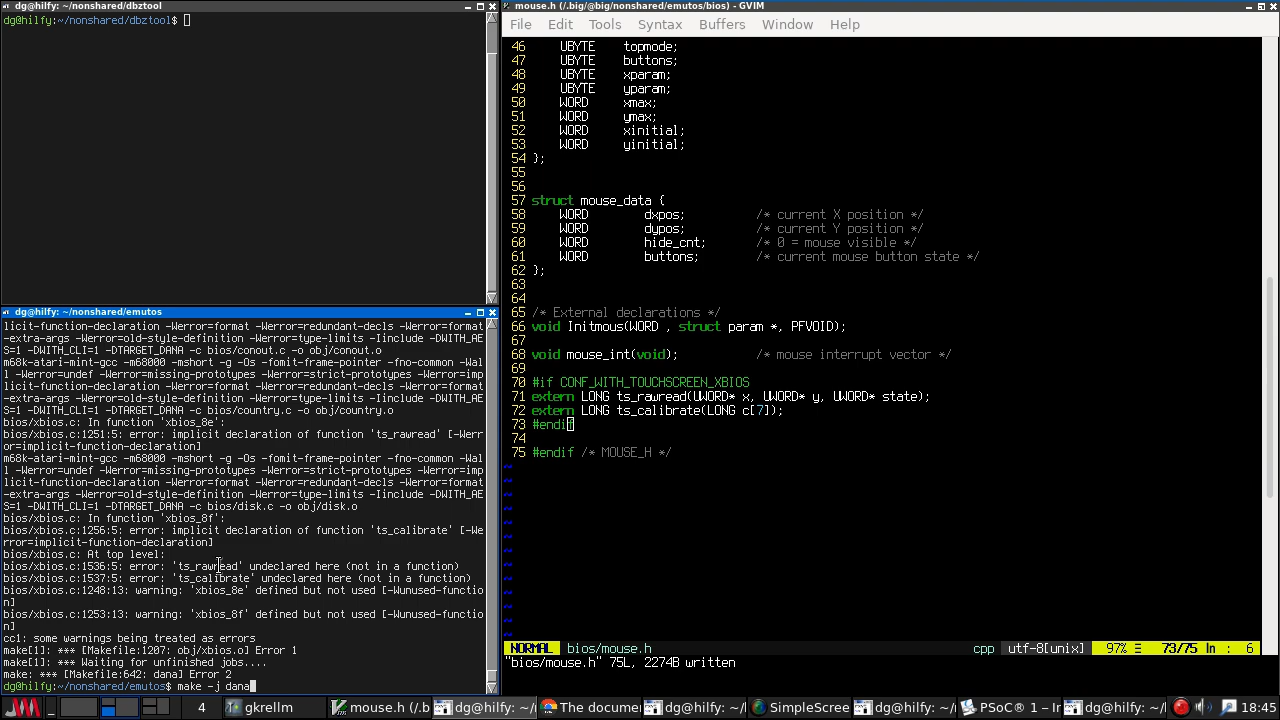 dg@hilfy: ~/nonshared/dbztool
dg@hilfy:~/nonshared/dbztool$
dg@hilfy: ~/nonshared/emutos
licit-function-declaration -Werror=format -Werror=redundant-decls -Werror=format
-extra-args -Werror=old-style-definition -Werror=type-limits -Iinclude -DWITH_AE
S=1 -DWITH_CLI=1 -DTARGET_DANA -c bios/conout.c -o obj/conout.o
m68k-atari-mint-gcc -m68000 -mshort -g -Os -fomit-frame-pointer -fno-common -Wal
l -Werror=undef -Werror=missing-prototypes -Werror=strict-prototypes -Werror=imp
licit-function-declaration -Werror=format -Werror=redundant-decls -Werror=format
-extra-args -Werror=old-style-definition -Werror=type-limits -Iinclude -DWITH_AE
S=1 -DWITH_CLI=1 -DTARGET_DANA -c bios/country.c -o obj/country.o
bios/xbios.c: In function 'xbios_8e':
bios/xbios.c:1251:5: error: implicit declaration of function 'ts_rawread' [-Werr
or=implicit-function-declaration]
m68k-atari-mint-gcc -m68000 -mshort -g -Os -fomit-frame-pointer -fno-common -Wal
l -Werror=undef -Werror=missing-prototypes -Werror=strict-prototypes -Werror=imp
licit-function-declaration -Werror=format -Werror=redundant-decls -Werror=format
-extra-args -Werror=old-style-definition -Werror=type-limits -Iinclude -DWITH_AE
S=1 -DWITH_CLI=1 -DTARGET_DANA -c bios/disk.c -o obj/disk.o
bios/xbios.c: In function 'xbios_8f':
bios/xbios.c:1256:5: error: implicit declaration of function 'ts_calibrate' [-We
rror=implicit-function-declaration]
bios/xbios.c: At top level:
bios/xbios.c:1536:5: error: 'ts_rawread' undeclared here (not in a function)
bios/xbios.c:1537:5: error: 'ts_calibrate' undeclared here (not in a function)
bios/xbios.c:1248:13: warning: 'xbios_8e' defined but not used [-Wunused-functio
n]
bios/xbios.c:1253:13: warning: 'xbios_8f' defined but not used [-Wunused-functio
n]
cc1: some warnings being treated as errors
make[1]: *** [Makefile:1207: obj/xbios.o] Error 1
make[1]: *** Waiting for unfinished jobs....
make: *** [Makefile:642: dana] Error 2
dg@hilfy:~/nonshared/emutos$ make -j dana
mouse.h (/.big/@big/nonshared/emutos/bios) - GVIM
File Edit Tools Syntax Buffers Window Help
46 UBYTE topmode;
47 UBYTE buttons;
48 UBYTE xparam;
49 UBYTE yparam;
50 WORD xmax;
51 WORD ymax;
52 WORD xinitial;
53 WORD yinitial;
54 };
55
56
57 struct mouse_data {
58 WORD dxpos; /* current X position */
59 WORD dypos; /* current Y position */
60 WORD hide_cnt; /* 0 = mouse visible */
61 WORD buttons; /* current mouse button state */
62 };
63
64
65 /* External declarations */
66 void Initmous(WORD , struct param *, PFVOID);
67
68 void mouse_int(void); /* mouse interrupt vector */
69
70 #if CONF_WITH_TOUCHSCREEN_XBIOS
71 extern LONG ts_rawread(UWORD* x, UWORD* y, UWORD* state);
72 extern LONG ts_calibrate(LONG c[7]);
73 #endif
74
75 #endif /* MOUSE_H */
~
~
~
~
~
~
~
~
~
~
~
~
~
NORMAL bios/mouse.h cpp utf-8[unix] 97% ☰ 73/75 ln : 6
"bios/mouse.h" 75L, 2274B written
4 gkrellm mouse.h (/.b dg@hilfy: ~/ The documen dg@hilfy: ~/ SimpleScree dg@hilfy: ~/ PSoC® 1 – In dg@hilfy: ~/ 18:45